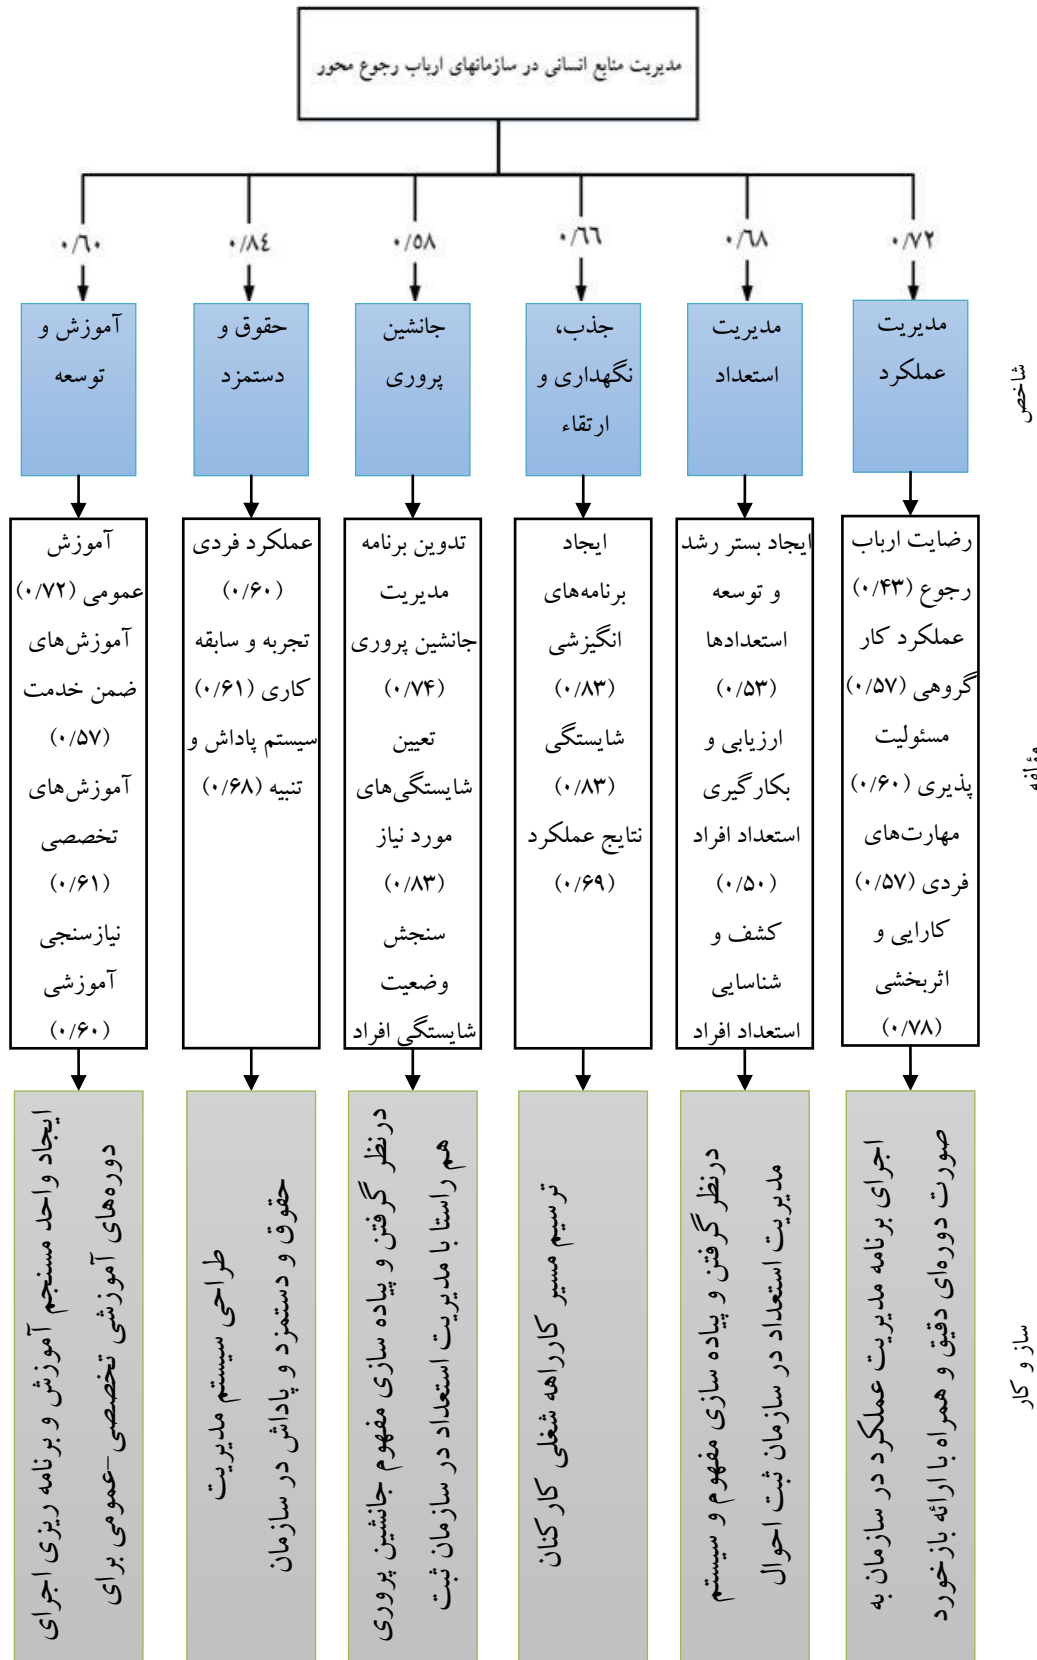 مدیریت منابع انسانی در سازمانهای ارباب رجوع محور
۰/۷۲
۰/٦۸
۰/٦٦
۰/٥۸
۰/۸٤
۰/٦۰
مدیریت
عملکرد
مدیریت
استعداد
جذب،
نگهداری و
ارتقاء
جانشین
پروری
حقوق و
دستمزد
آموزش و
توسعه
شاخص
رضایت ارباب
رجوع (۰/۴۳)
عملکرد کار
گروهی (۰/۵۷)
مسئولیت
پذیری (۰/۶۰)
مهارت‌های
فردی (۰/۵۷)
کارایی و
اثربخشی
(۰/۷۸)
ایجاد بستر رشد
و توسعه
استعدادها
(۰/۵۳)
ارزیابی و
بکارگیری
استعداد افراد
(۰/۵۰)
کشف و
شناسایی
استعداد افراد
ایجاد
برنامه‌های
انگیزشی
(۰/۸۳)
شایستگی
(۰/۸۳)
نتایج عملکرد
(۰/۶۹)
تدوین برنامه
مدیریت
جانشین پروری
(۰/۷۴)
تعیین
شایستگی‌های
مورد نیاز
(۰/۸۳)
سنجش
وضعیت
شایستگی افراد
عملکرد فردی
(۰/۶۰)
تجربه و سابقه
کاری (۰/۶۱)
سیستم پاداش و
تنبیه (۰/۶۸)
آموزش
عمومی (۰/۷۲)
آموزش‌های
ضمن خدمت
(۰/۵۷)
آموزش‌های
تخصصی
(۰/۶۱)
نیازسنجی
آموزشی
(۰/۶۰)
مؤلفه
اجرای برنامه مدیریت عملکرد در سازمان به
صورت دوره‌ای دقیق و همراه با ارائه بازخورد
درنظر گرفتن و پیاده سازی مفهوم و سیستم
مدیریت استعداد در سازمان ثبت احوال
ترسیم مسیر کارراهه شغلی کارکنان
درنظر گرفتن و پیاده سازی مفهوم جانشین پروری
هم راستا با مدیریت استعداد در سازمان ثبت
طراحی سیستم مدیریت
حقوق و دستمزد و پاداش در سازمان
ایجاد واحد مسنجم آموزش و برنامه ریزی اجرای
دوره‌های آموزشی تخصصی–عمومی برای
ساز و کار